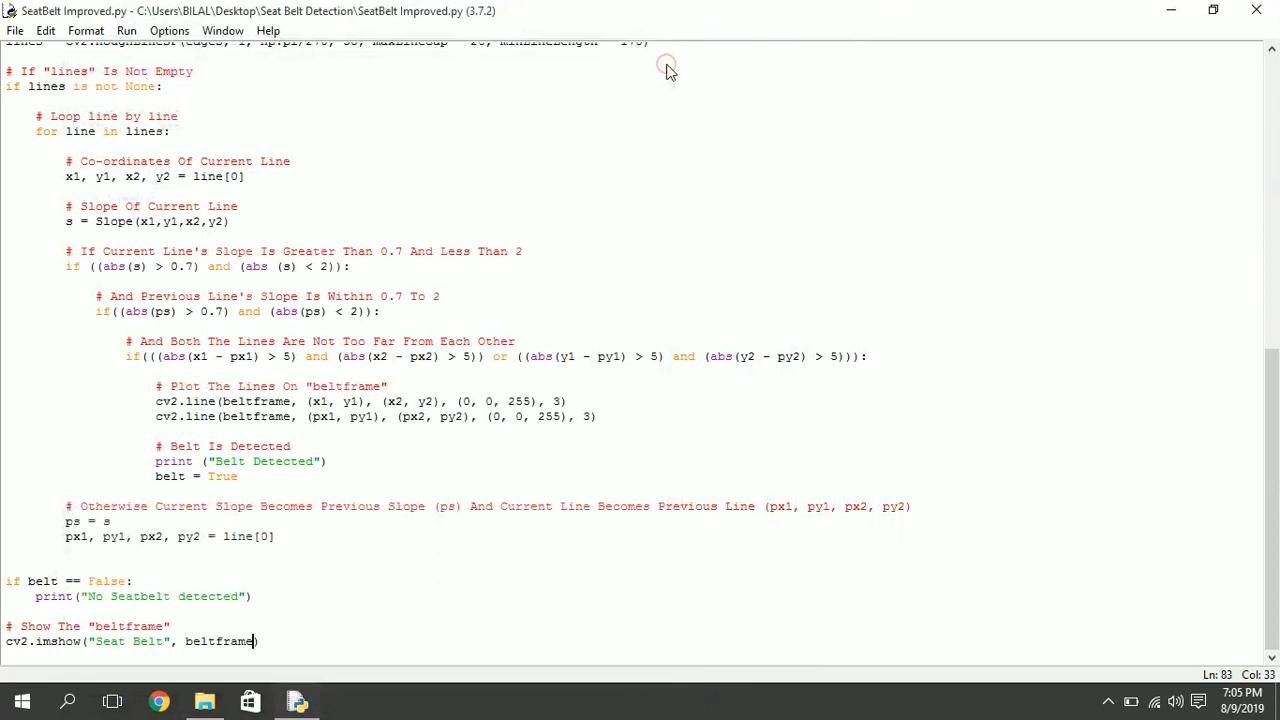 SeatBelt Improved.py - C:\Users\BILAL\Desktop\Seat Belt Detection\SeatBelt Improved.py (3.7.2)
File Edit Format Run Options Window Help
# If "lines" Is Not Empty
if lines is not None:
# Loop line by line
for line in lines:
# Co-ordinates Of Current Line
x1, y1, x2, y2 = line[0]
# Slope Of Current Line
s = Slope(x1,y1,x2,y2)
# If Current Line's Slope Is Greater Than 0.7 And Less Than 2
if ((abs(s) > 0.7) and (abs (s) < 2)):
# And Previous Line's Slope Is Within 0.7 To 2
if((abs(ps) > 0.7) and (abs(ps) < 2)):
# And Both The Lines Are Not Too Far From Each Other
if(((abs(x1 - px1) > 5) and (abs(x2 - px2) > 5)) or ((abs(y1 - py1) > 5) and (abs(y2 - py2) > 5))):
# Plot The Lines On "beltframe"
cv2.line(beltframe, (x1, y1), (x2, y2), (0, 0, 255), 3)
cv2.line(beltframe, (px1, py1), (px2, py2), (0, 0, 255), 3)
# Belt Is Detected
print ("Belt Detected")
belt = True
# Otherwise Current Slope Becomes Previous Slope (ps) And Current Line Becomes Previous Line (px1, py1, px2, py2)
ps = s
px1, py1, px2, py2 = line[0]
if belt == False:
print("No Seatbelt detected")
# Show The "beltframe"
cv2.imshow("Seat Belt", beltframe)
Ln: 83 Col: 33
7:05 PM
8/9/2019